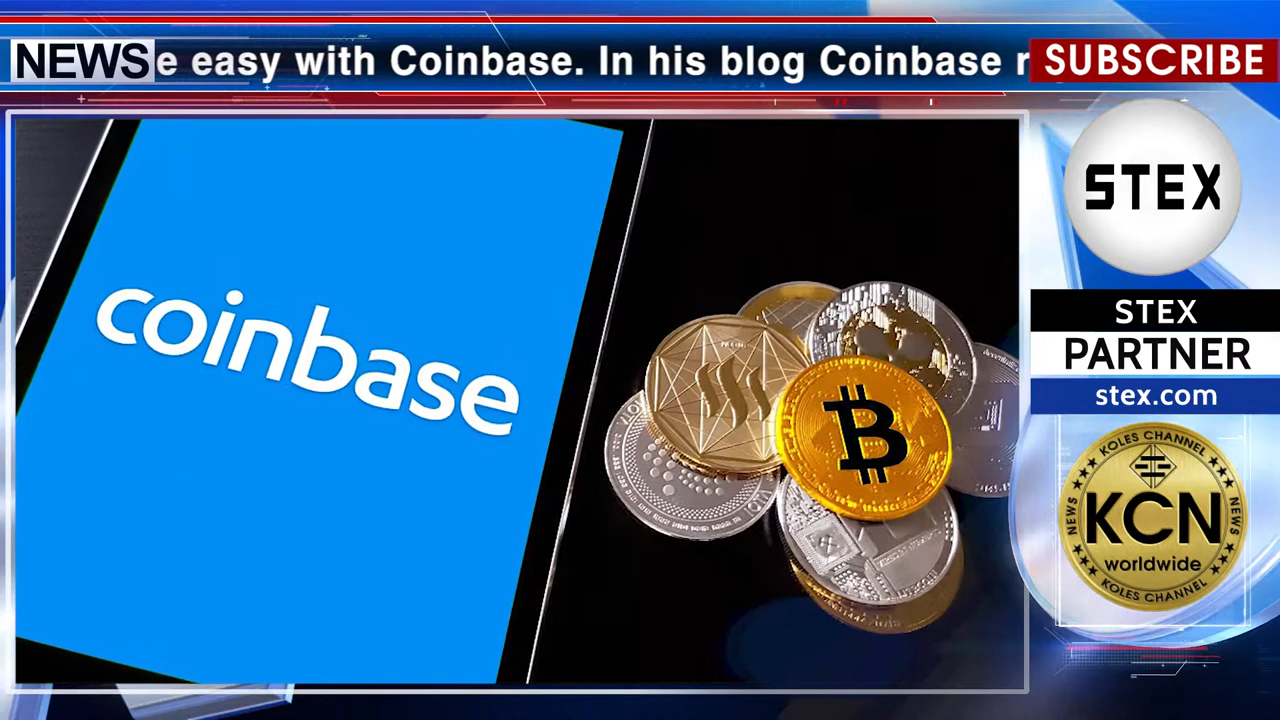 NEWS
e easy with Coinbase. In his blog Coinbase r
SUBSCRIBE
coinbase
STEX
STEX
PARTNER
stex.com
KOLES CHANNEL
NEWS
KCN
NEWS
worldwide
KOLES CHANNEL